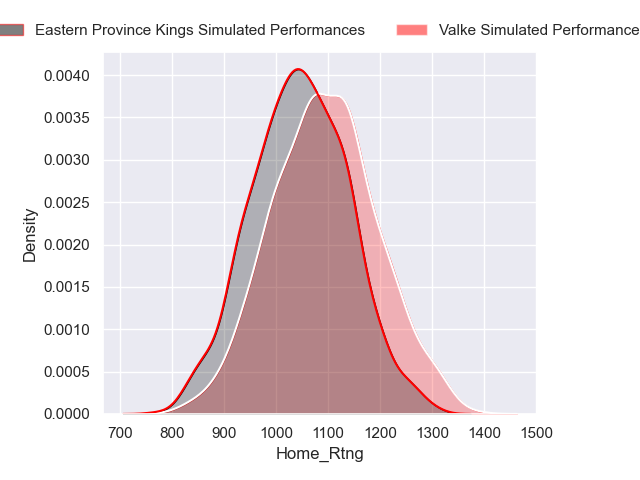 Eastern Province Kings Simulated Performances
Valke Simulated Performance
0.0040
0.0035
0.0030
0.0025
0.0020
0.0015
0.0010
0.0005
0.0000
Density
700 800 900 1000 1100 1200 1300 1400 1500
Home_Rtng